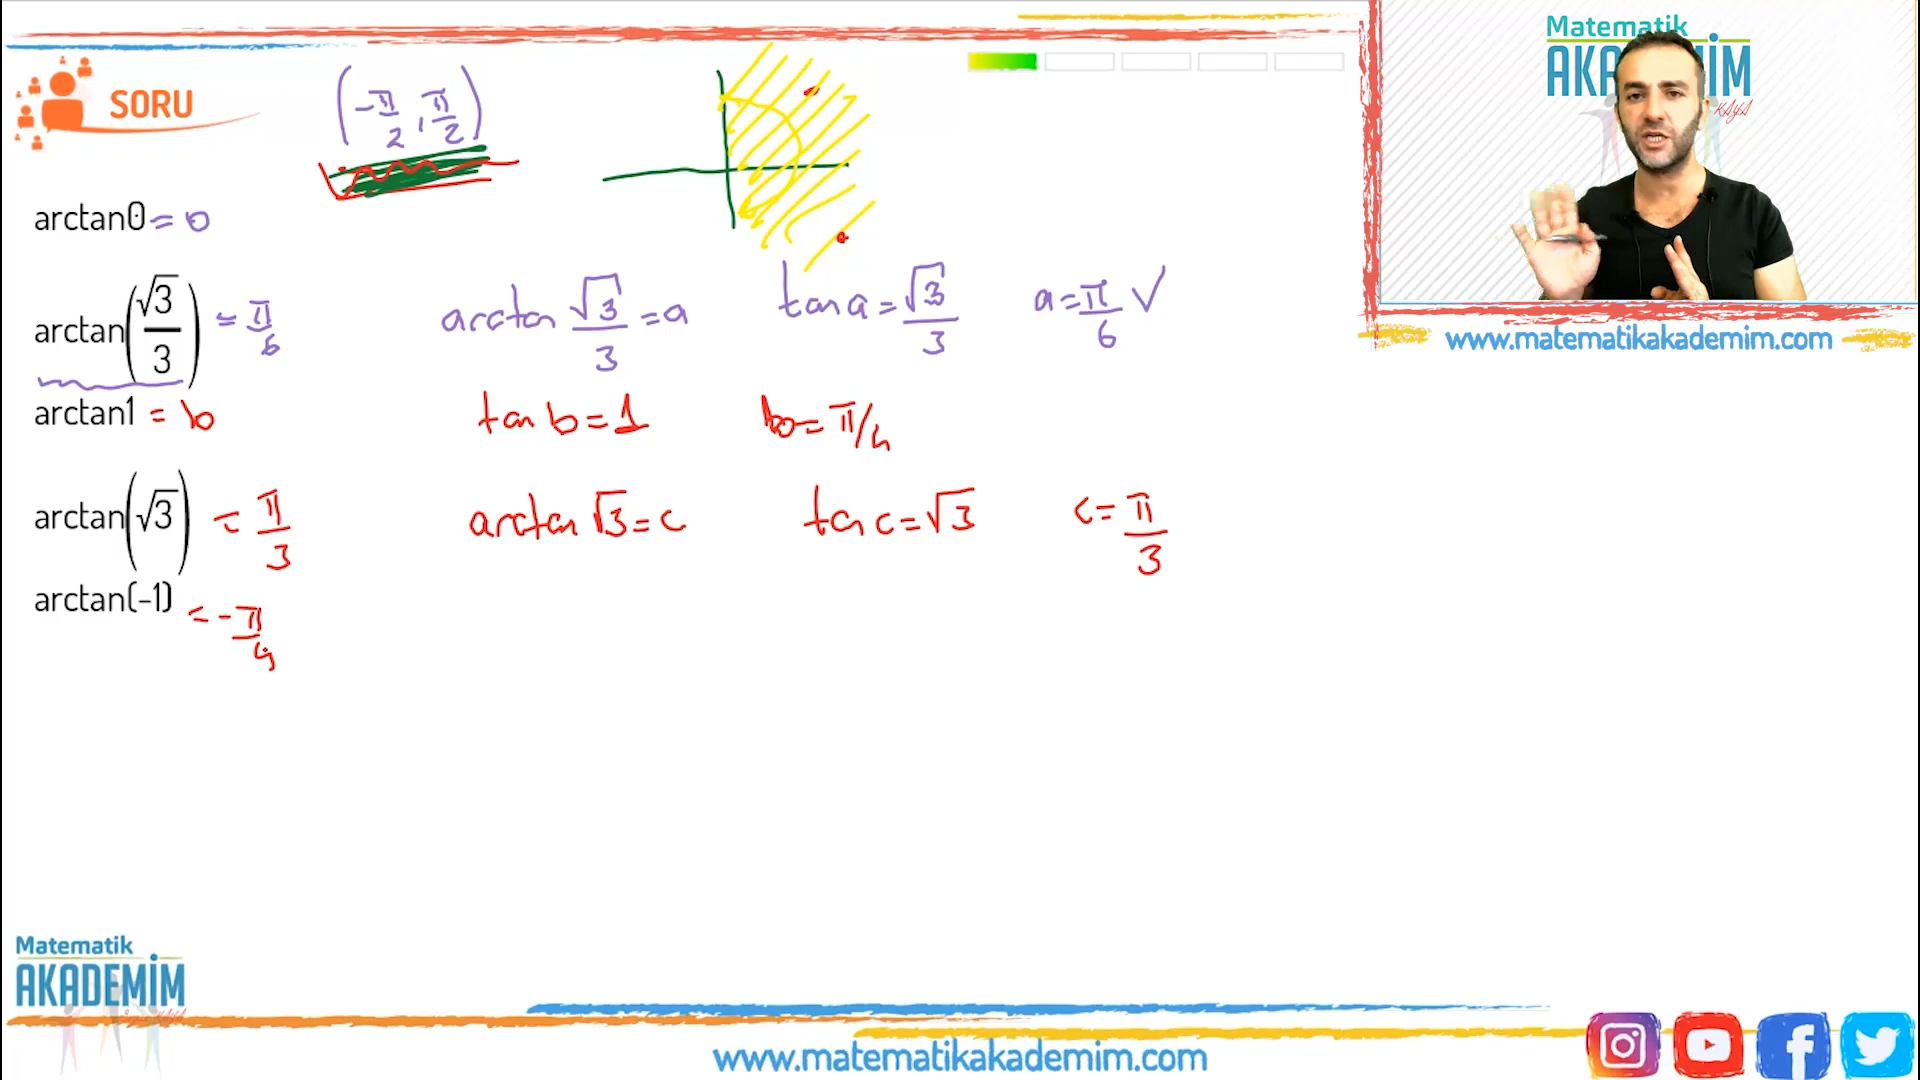 SORU
(-π/2, π/2)
Matematik
AKADEMİM
KAYA
www.matematikakademim.com
arctan0 = 0
arctan(√3/3) = π/6 arctan √3/3 = a tan a = √3/3 a = π/6 √
arctan1 = b tan b = 1 b = π/4
arctan(√3) = π/3 arctan √3 = c tan c = √3 c = π/3
arctan(-1) = -π/4
Matematik
AKADEMİM
www.matematikakademim.com